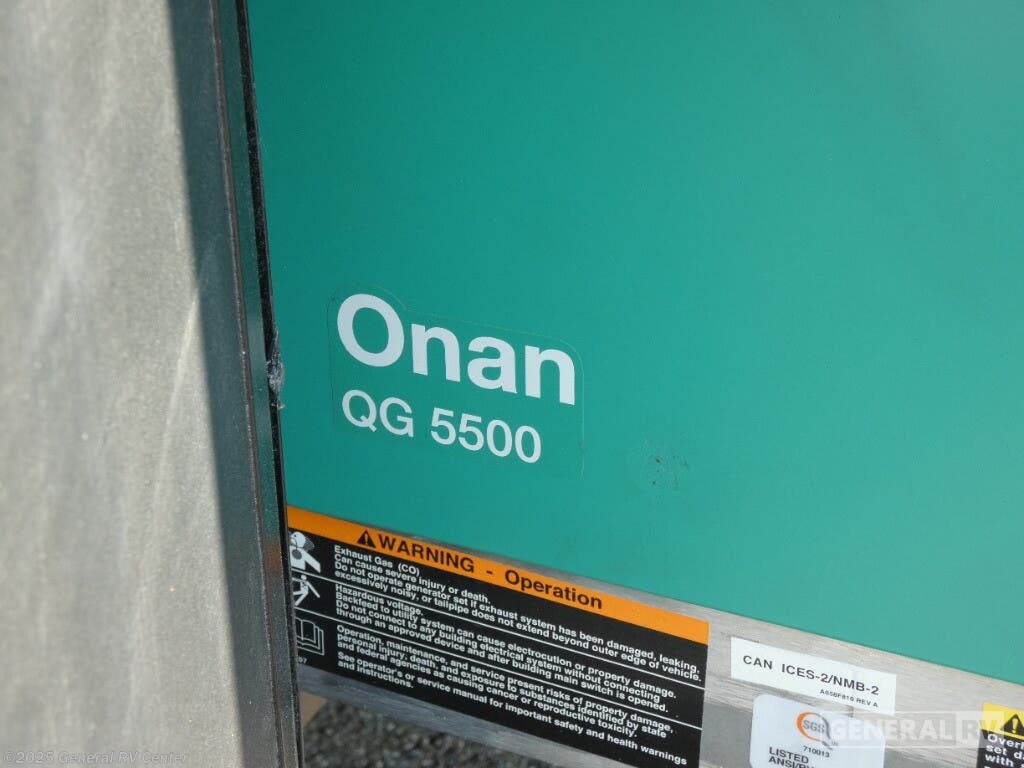 Onan
QG 5500
WARNING - Operation
Exhaust Gas (CO)
Can cause severe injury or death.
Do not operate generator set if exhaust system has been damaged, leaking,
excessively noisy, or tailpipe does not extend beyond outer edge of vehicle.
Hazardous voltage.
Backfeed to utility system can cause electrocution or property damage.
Do not connect to any building electrical system without connecting
through an approved device and after building main switch is opened.
Operation, maintenance, and service present risks of property damage,
personal injury, death, and exposure to substances identified by state
and federal agencies as causing cancer or reproductive toxicity.
See operator's or service manual for important safety and health warnings
and instructions.
CAN ICES-2/NMB-2
REV A
SGS
710013
LISTED
GENERAL RV
set d
with
© 2025 General RV Center